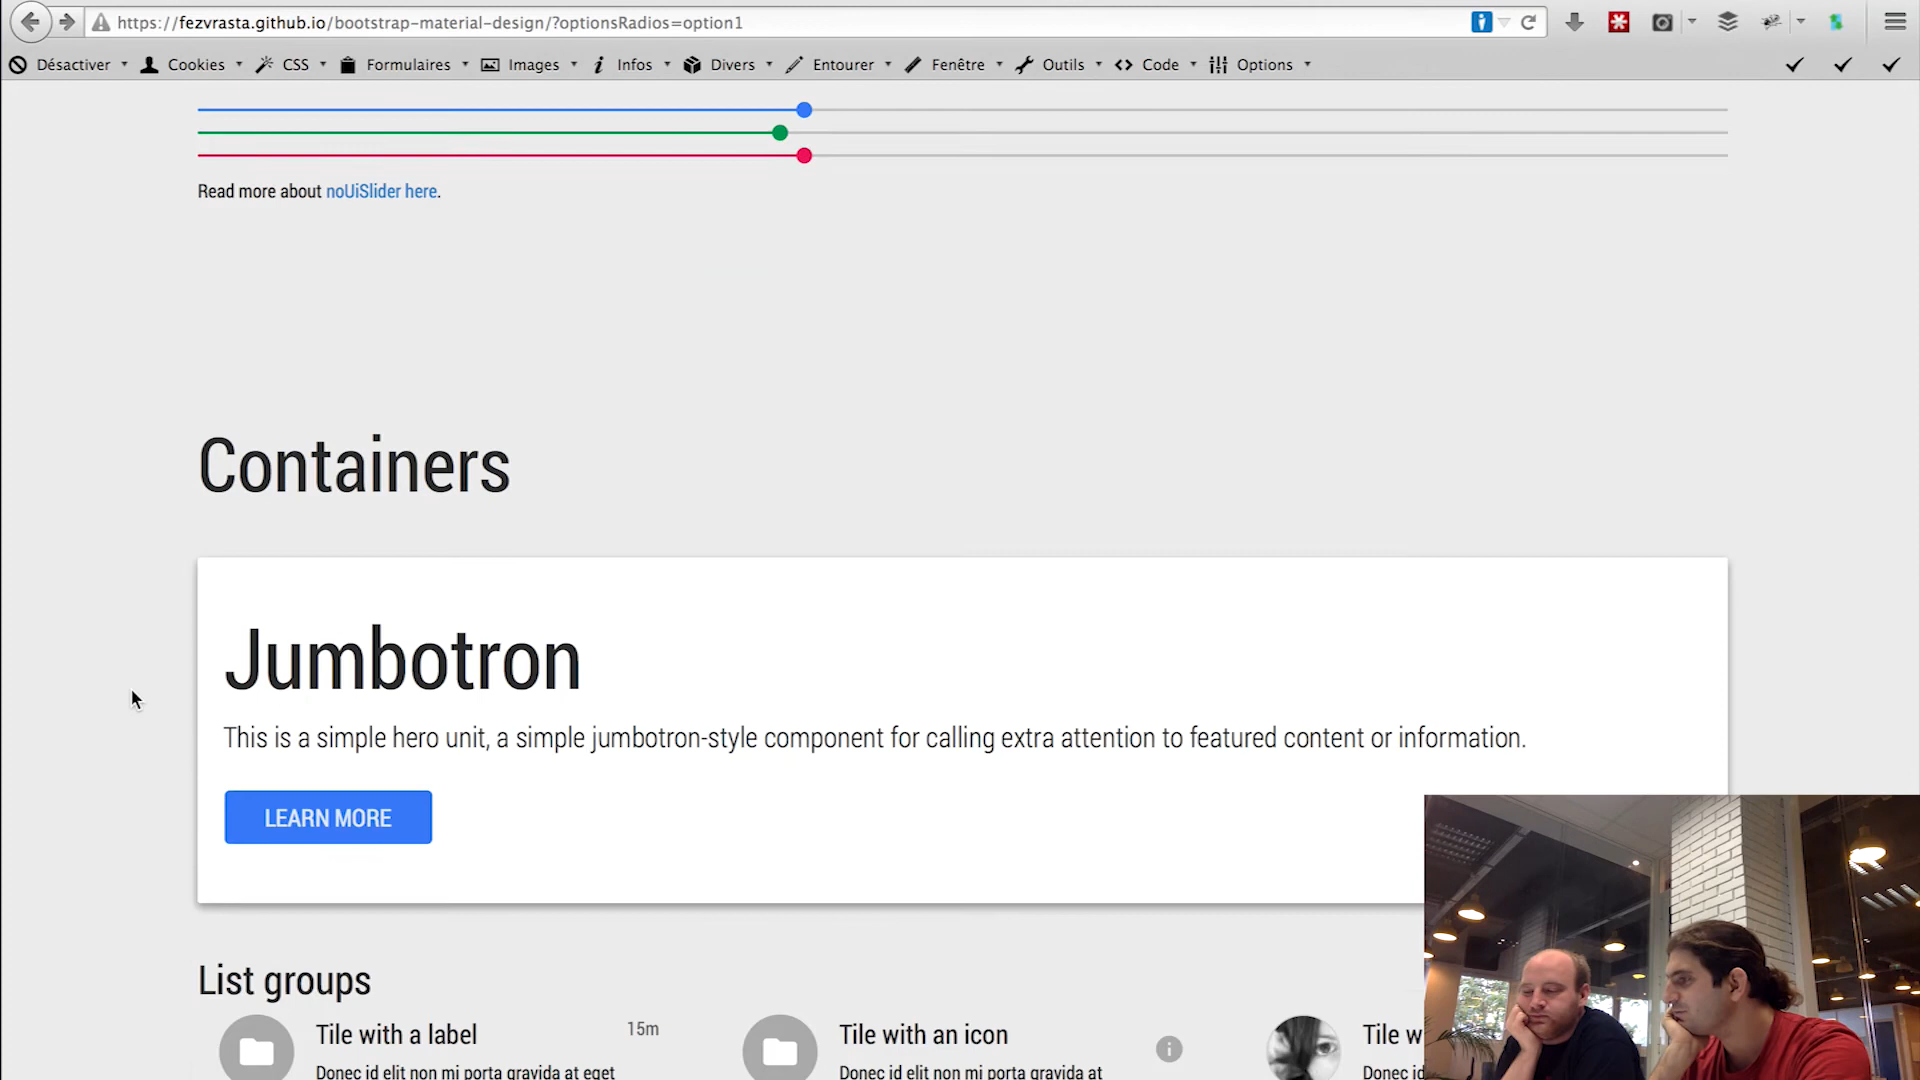 https://fezvrasta.github.io/bootstrap-material-design/?optionsRadios=option1
Désactiver Cookies CSS Formulaires Images Infos Divers Entourer Fenêtre Outils Code Options
Read more about noUiSlider here.
Containers
Jumbotron
This is a simple hero unit, a simple jumbotron-style component for calling extra attention to featured content or information.
LEARN MORE
List groups
Tile with a label 15m
Donec id elit non mi porta gravida at eget
Tile with an icon
Donec id elit non mi porta gravida at
Tile w
Donec id